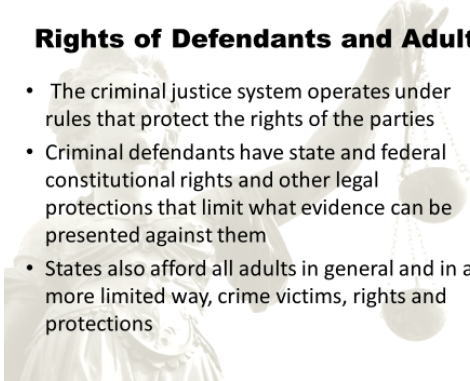 Rights of Defendants and Adult
• The criminal justice system operates under
rules that protect the rights of the parties
• Criminal defendants have state and federal
constitutional rights and other legal
protections that limit what evidence can be
presented against them
• States also afford all adults in general and in a
more limited way, crime victims, rights and
protections